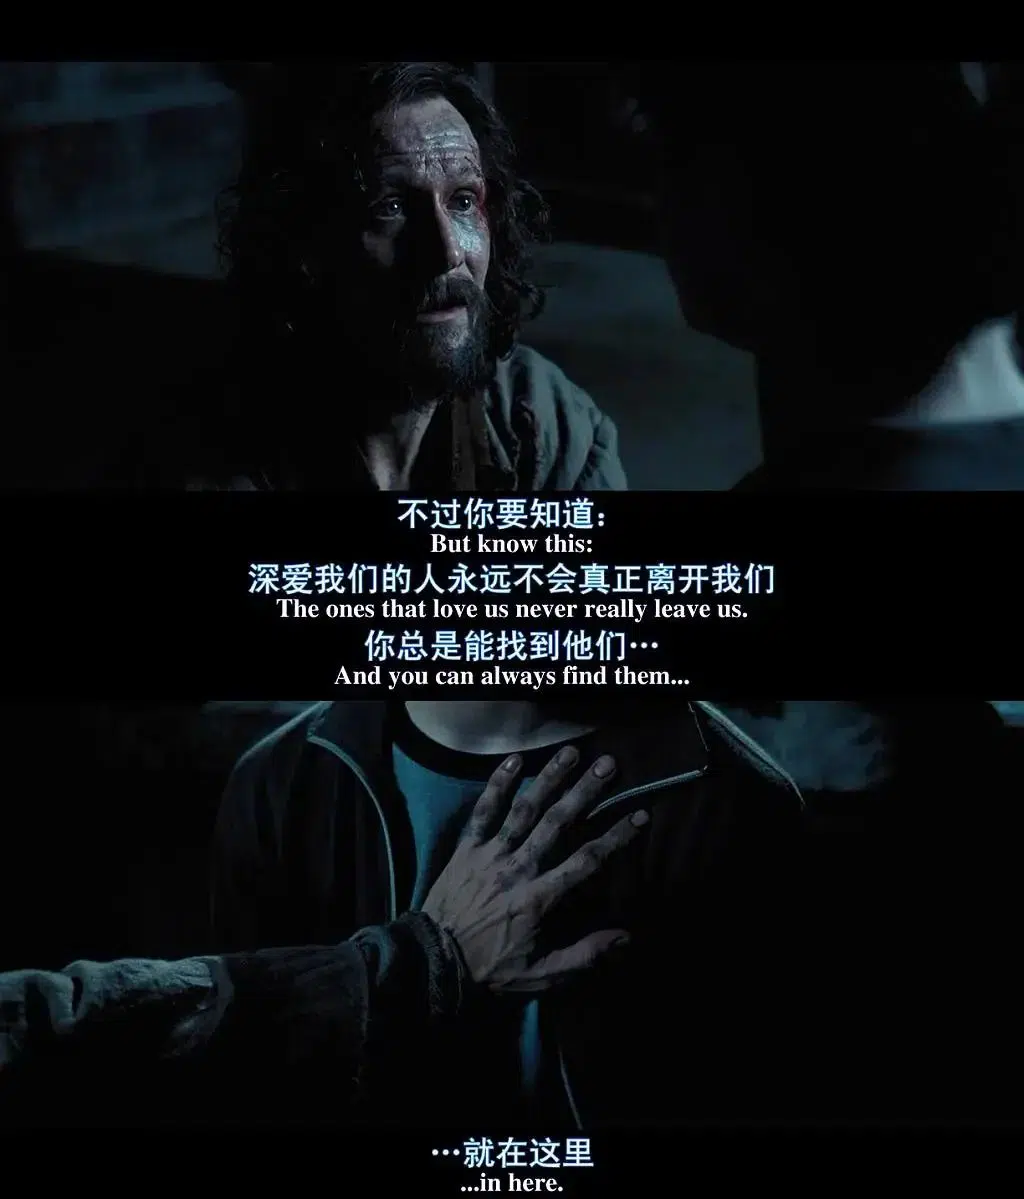 不过你要知道：
But know this:
深爱我们的人永远不会真正离开我们
The ones that love us never really leave us.
你总是能找到他们…
And you can always find them...
…就在这里
...in here.